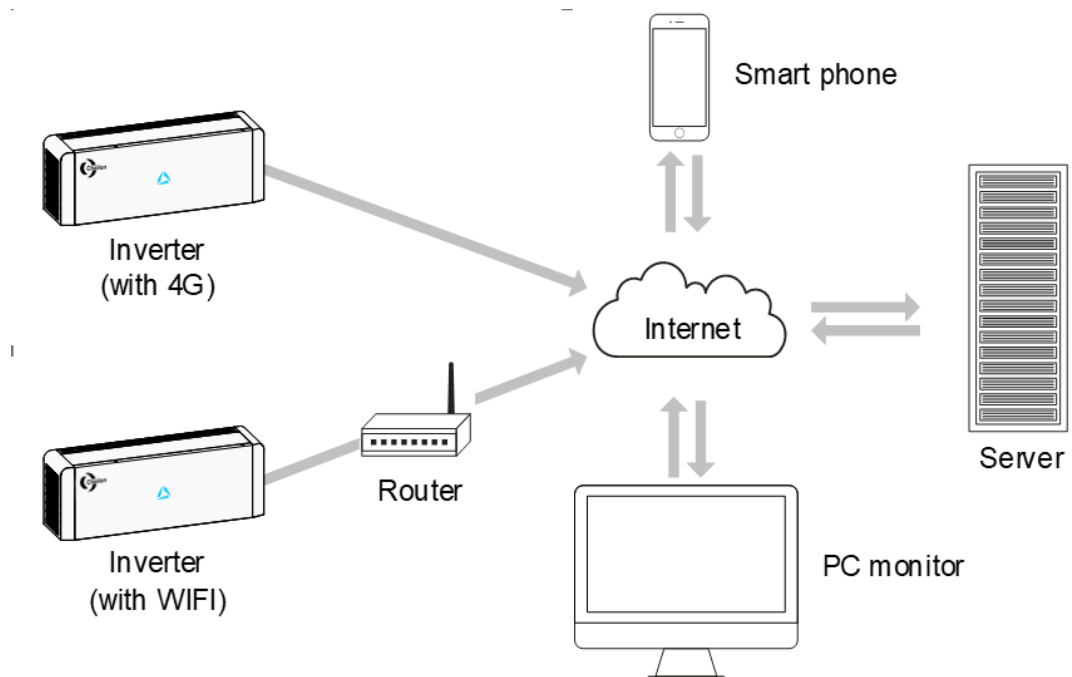 Smart phone
Inverter
(with 4G)
Internet
Server
Router
Inverter
(with WIFI)
PC monitor